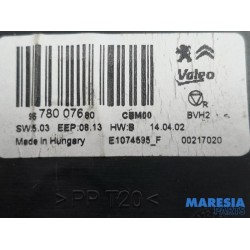 Valeo
96 780 076 80 CBM00 BVH2
R
SW5.03 EEP:08.13 HW:B 14.04.02
Made in Hungary E1074595_F 00217020
>PP T20<
MARESIA
PARTS